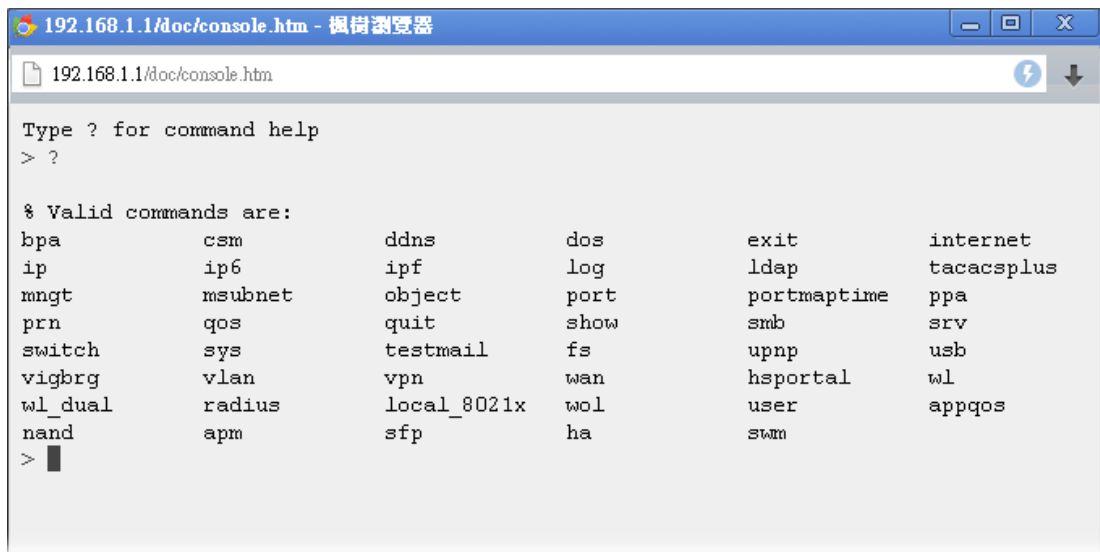 192.168.1.1/doc/console.htm - 楓樹瀏覽器
192.168.1.1/doc/console.htm
Type ? for command help
> ?
% Valid commands are:
bpa csm ddns dos exit internet
ip ip6 ipf log ldap tacacsplus
mngt msubnet object port portmaptime ppa
prn qos quit show smb srv
switch sys testmail fs upnp usb
vigbrg vlan vpn wan hsportal wl
wl_dual radius local_8021x wol user appqos
nand apm sfp ha swm
>